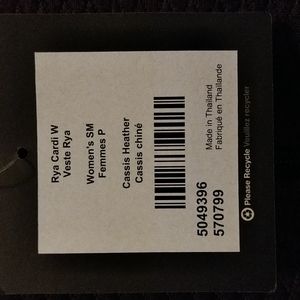 Rya Cardi W
Veste Rya
Women's SM
Femmes P
Cassis Heather
Cassis chiné
5049396
570799
Made in Thailand
Fabriqué en Thaïlande
Please Recycle Veuillez recycler